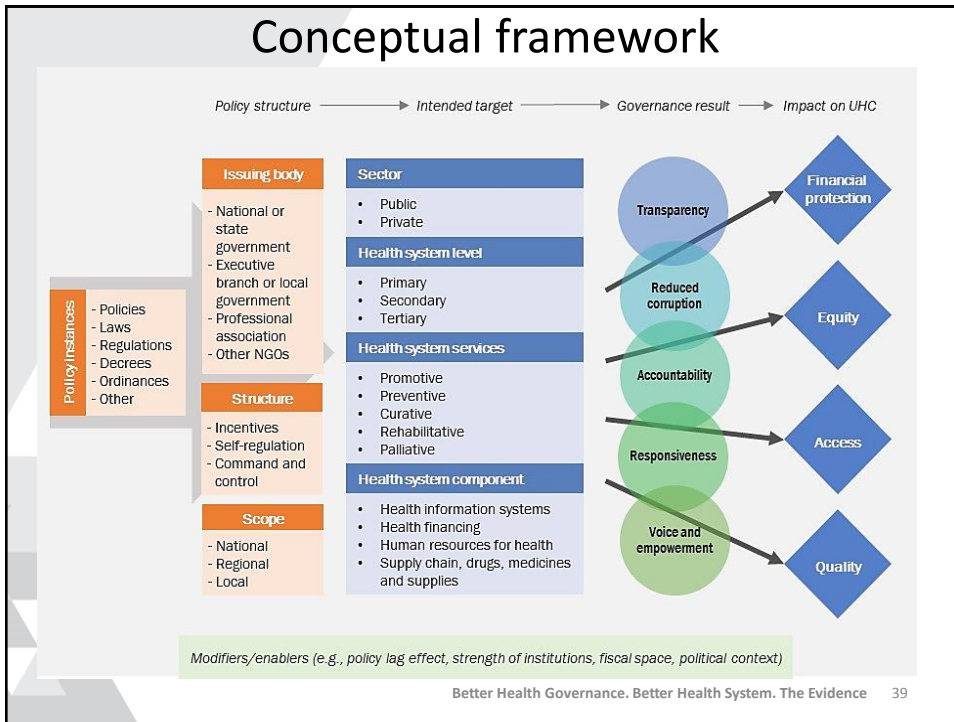 Conceptual framework
Policy structure
Intended target
Governance result
Impact on UHC
Policy instances
- Policies
- Laws
- Regulations
- Decrees
- Ordinances
- Other
Issuing body
- National or
state
government
- Executive
branch or local
government
- Professional
association
- Other NGOs
Structure
- Incentives
- Self-regulation
- Command and
control
Scope
- National
- Regional
- Local
Sector
• Public
• Private
Health system level
• Primary
• Secondary
• Tertiary
Health system services
• Promotive
• Preventive
• Curative
• Rehabilitative
• Palliative
Health system component
• Health information systems
• Health financing
• Human resources for health
• Supply chain, drugs, medicines
and supplies
Transparency
Reduced
corruption
Accountability
Responsiveness
Voice and
empowerment
Financial
protection
Equity
Access
Quality
Modifiers/enablers (e.g., policy lag effect, strength of institutions, fiscal space, political context)
Better Health Governance. Better Health System. The Evidence 39